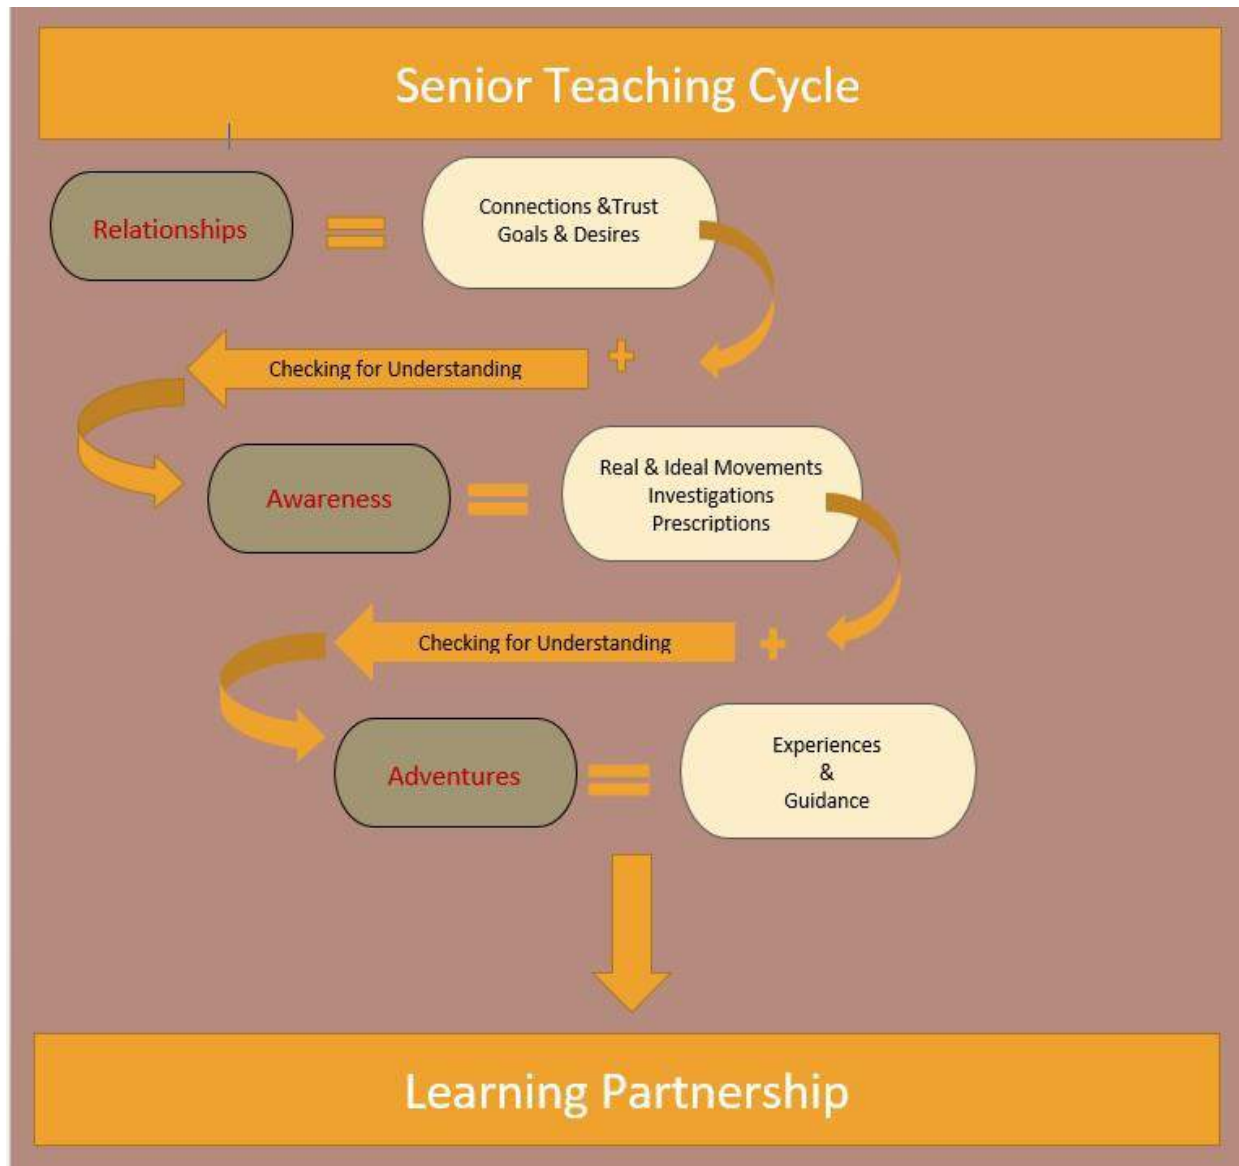 Senior Teaching Cycle
Relationships
Connections &Trust
Goals & Desires
Checking for Understanding
Awareness
Real & Ideal Movements
Investigations
Prescriptions
Checking for Understanding
Adventures
Experiences
&
Guidance
Learning Partnership